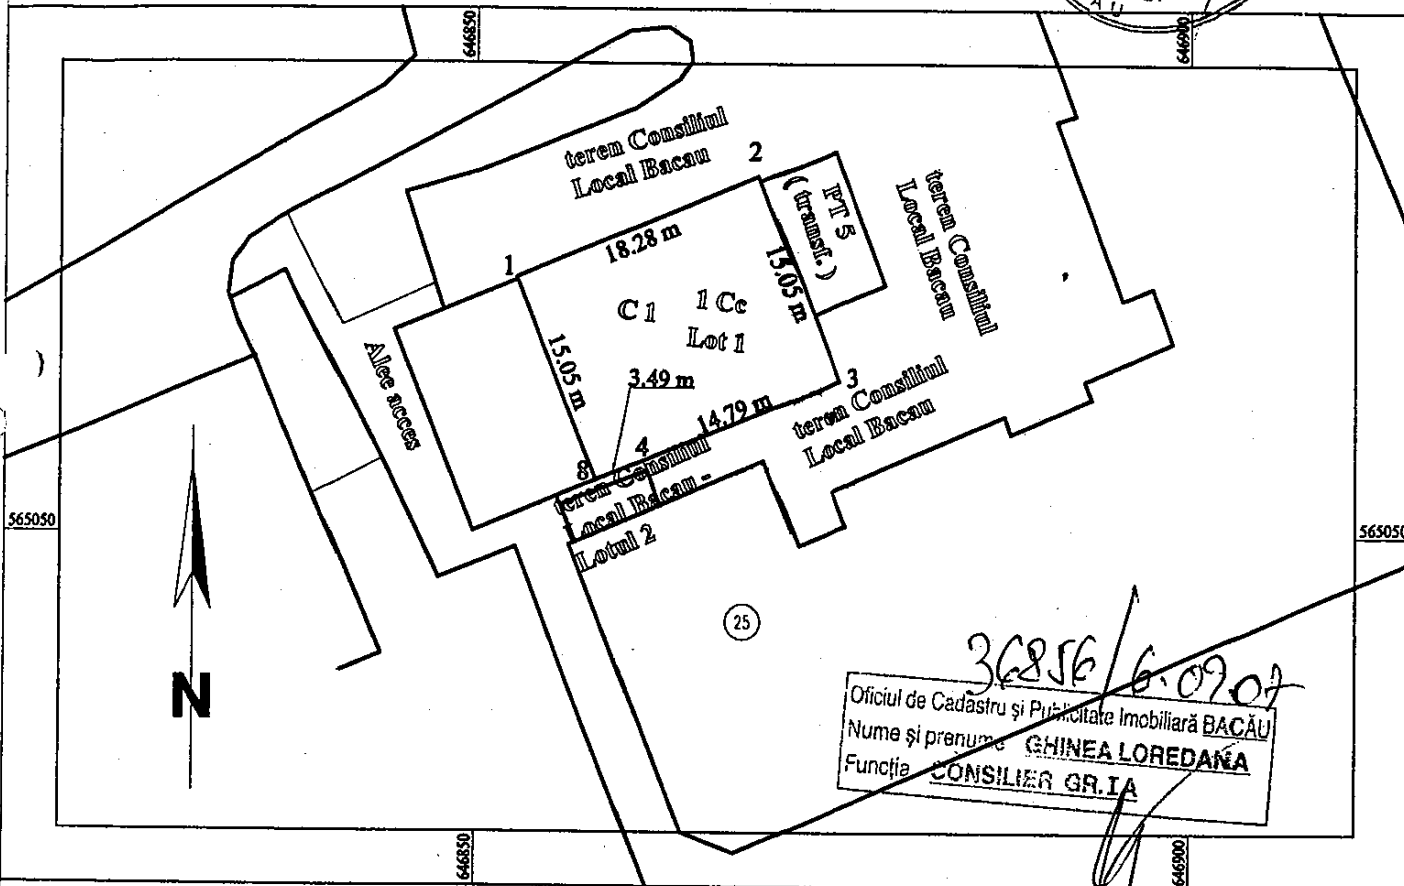 646850
646900
teren Consiliul
Local Bacau
2
PT 5
( transf. )
teren Consiliul
Local Bacau
18.28 m
1
15.05 m
C 1
1 Cc
Lot 1
15.05 m
3.49 m
14.79 m
3
teren Consiliul
Local Bacau
Alee acces
)
4
8
teren Consiliul
Local Bacau -
Lotul 2
565050
565050
25
N
36856 / 6.09.07
Oficiul de Cadastru și Publicitate Imobiliară BACĂU
Nume și prenume GHINEA LOREDANA
Funcția CONSILIER GR.IA
646850
646900